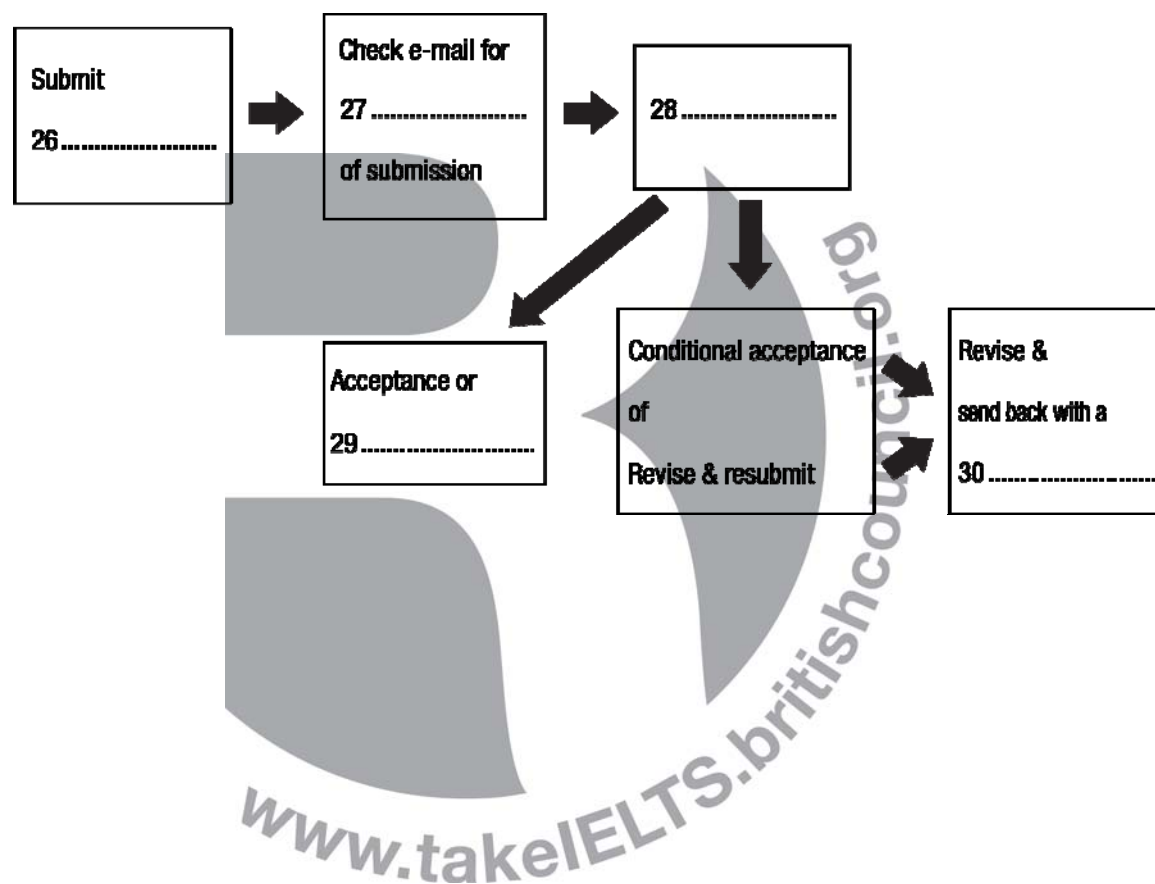 Submit
26 ........................
Check e-mail for
27 ........................
of submission
28 ........................
Acceptance or
29 ...........................
Conditional acceptance
of
Revise & resubmit
Revise &
send back with a
30 ..........................
www.takeIELTS.britishcouncil.org